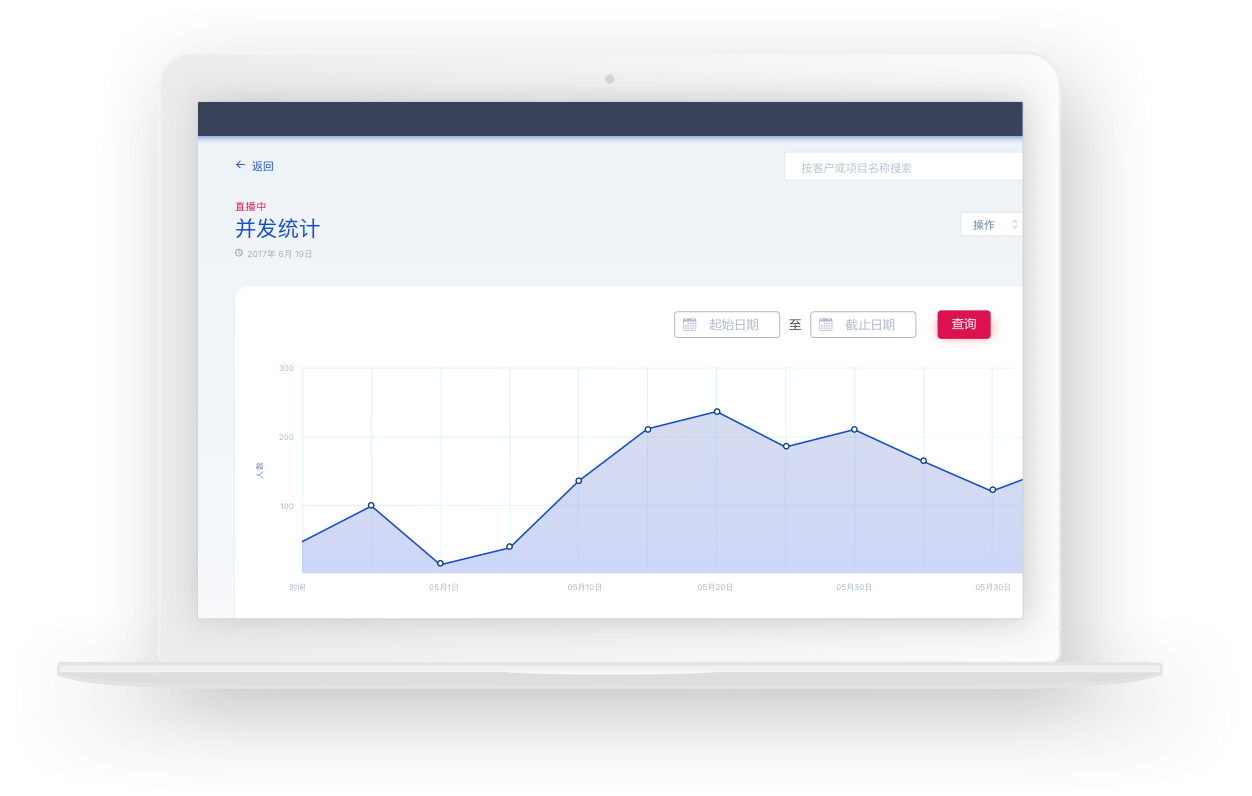 返回
按客户或项目名称搜索
直播中
并发统计
操作
2017年 6月 19日
起始日期 至 截止日期 查询
300
200
人数
100
时间 05月1日 05月10日 05月20日 05月30日 05月30日